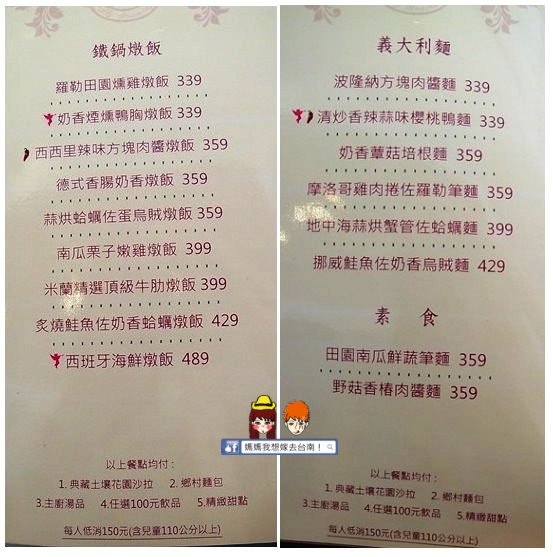 鐵鍋燉飯
羅勒田園燻雞燉飯 339
奶香煙燻鴨胸燉飯 339
西西里辣味方塊肉醬燉飯 359
德式香腸奶香燉飯 359
蒜烘蛤蠣佐蛋烏賊燉飯 359
南瓜栗子嫩雞燉飯 399
米蘭精選頂級牛肋燉飯 399
炙燒鮭魚佐奶香蛤蠣燉飯 429
西班牙海鮮燉飯 489
以上餐點均付：
1. 典藏土壤花園沙拉 2. 鄉村麵包
3.主廚湯品 4.任選100元飲品 5.精緻甜點
每人低消150元(含兒童110公分以上)
義大利麵
波隆納方塊肉醬麵 339
清炒香辣蒜味櫻桃鴨麵 339
奶香蕈菇培根麵 359
摩洛哥雞肉捲佐羅勒筆麵 359
地中海蒜烘蟹管佐蛤蠣麵 399
挪威鮭魚佐奶香烏賊麵 429
素 食
田園南瓜鮮蔬筆麵 359
野菇香椿肉醬麵 359
以上餐點均付：
1. 典藏土壤花園沙拉 2. 鄉村麵包
3.主廚湯品 4.任選100元飲品 5.精緻甜點
每人低消150元(含兒童110公分以上)
媽媽我想嫁去台南！